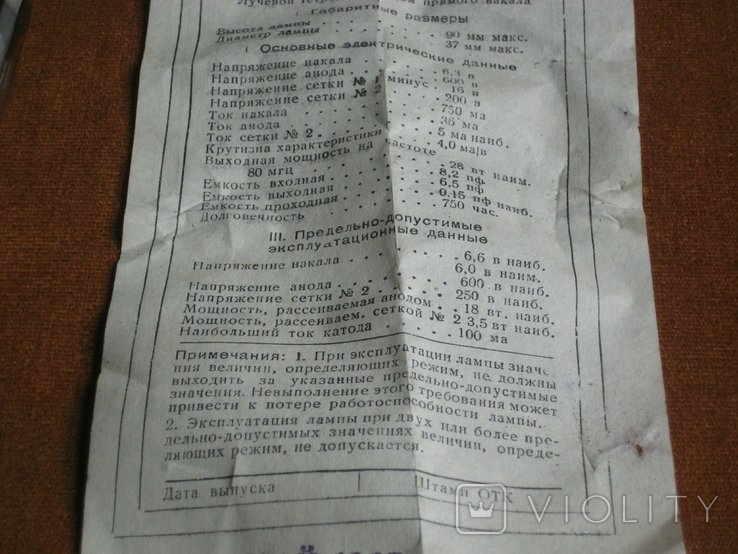 Лучевой прямого накала
Габаритные размеры
Высота лампы . . . . 90 мм макс.
Диаметр лампы . . . . 37 мм макс.
I Основные электрические данные
Напряжение накала . . . . 6,3 в
Напряжение анода . . . . 600 в
Напряжение сетки № 1 минус . 16 в
Напряжение сетки № 2 . . . 200 в
Ток накала . . . . 750 ма
Ток анода . . . . 36 ма
Ток сетки № 2 . . . . 5 ма наиб.
Крутизна характеристики . . 4,0 ма/в
Выходная мощность на частоте
80 мгц . . . . 28 вт наим.
Емкость входная . . . . 8,2 пф.
Емкость выходная . . . . 6,5 пф
Емкость проходная . . . . 0,15 пф наиб.
Долговечность . . . . 750 час.
III. Предельно-допустимые
эксплуатационные данные
Напряжение накала . . . . 6,6 в наиб.
6,0 в наим.
Напряжение анода . . . . 600 в наиб.
Напряжение сетки № 2 . . . 250 в наиб.
Мощность, рассеиваемая анодом . 18 вт. наиб.
Мощность, рассеиваем. сеткой № 2 3,5 вт наиб.
Наибольший ток катода . . . . 100 ма
Примечания: 1. При эксплуатации лампы значе
ния величин, определяющих режим, не должны
выходить за указанные предельно-допустимые
значения. Невыполнение этого требования может
привести к потере работоспособности лампы.
2. Эксплуатация лампы при двух или более пре-
дельно-допустимых значениях величин, опреде-
ляющих режим, не допускается.
Дата выпуска Штамп ОТК
VIOLITY